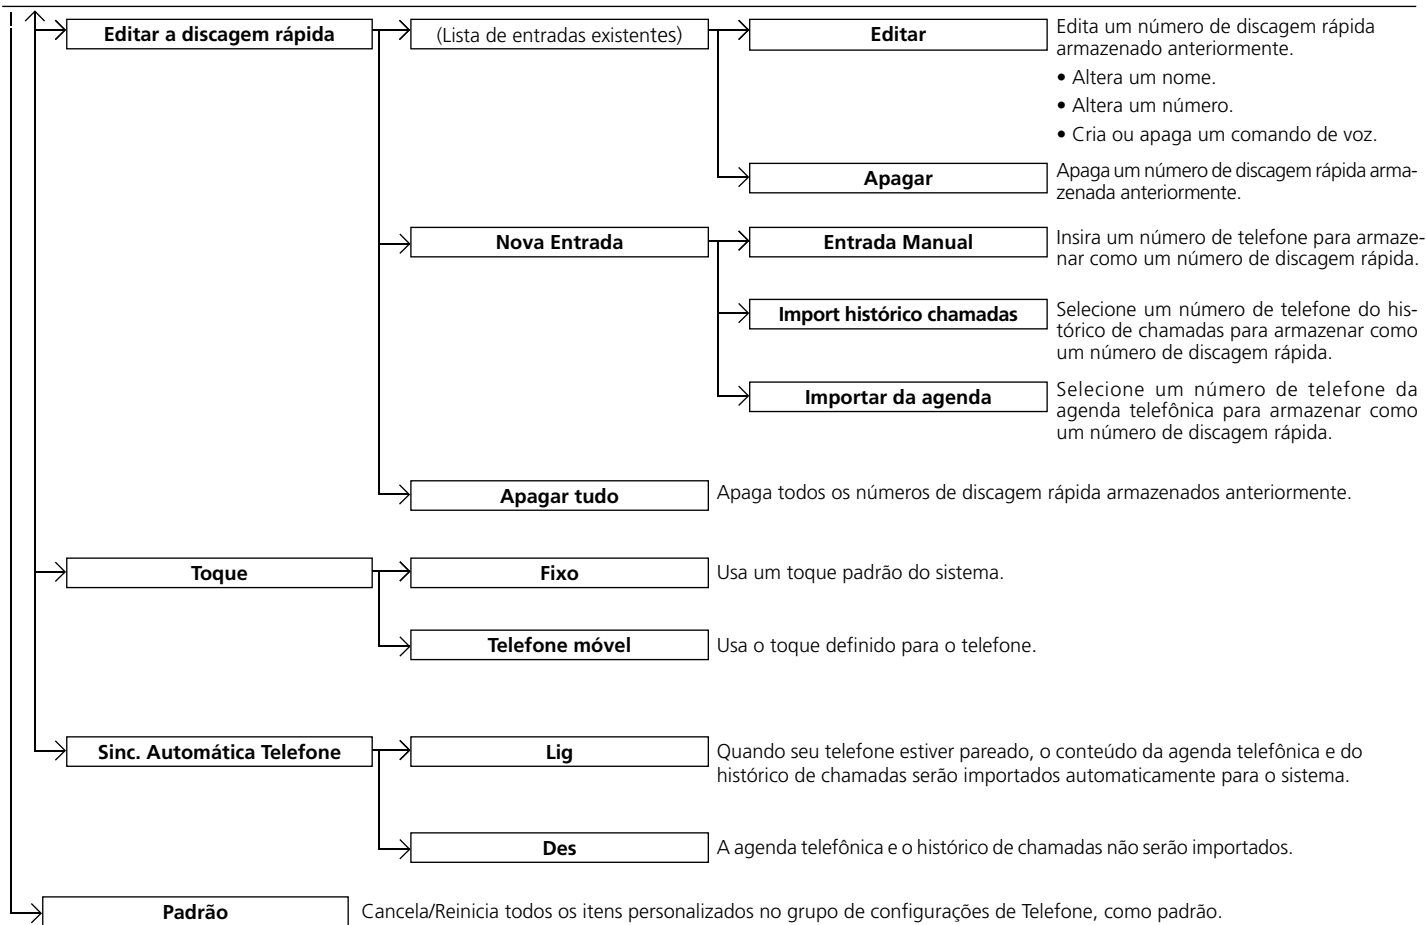 Editar a discagem rápida
(Lista de entradas existentes)
Editar
Edita um número de discagem rápida
armazenado anteriormente.
• Altera um nome.
• Altera um número.
• Cria ou apaga um comando de voz.
Apagar
Apaga um número de discagem rápida arma-
zenada anteriormente.
Nova Entrada
Entrada Manual
Insira um número de telefone para armaze-
nar como um número de discagem rápida.
Import histórico chamadas
Selecione um número de telefone do his-
tórico de chamadas para armazenar como
um número de discagem rápida.
Importar da agenda
Selecione um número de telefone da
agenda telefônica para armazenar como
um número de discagem rápida.
Apagar tudo
Apaga todos os números de discagem rápida armazenados anteriormente.
Toque
Fixo
Usa um toque padrão do sistema.
Telefone móvel
Usa o toque definido para o telefone.
Sinc. Automática Telefone
Lig
Quando seu telefone estiver pareado, o conteúdo da agenda telefônica e do
histórico de chamadas serão importados automaticamente para o sistema.
Des
A agenda telefônica e o histórico de chamadas não serão importados.
Padrão
Cancela/Reinicia todos os itens personalizados no grupo de configurações de Telefone, como padrão.